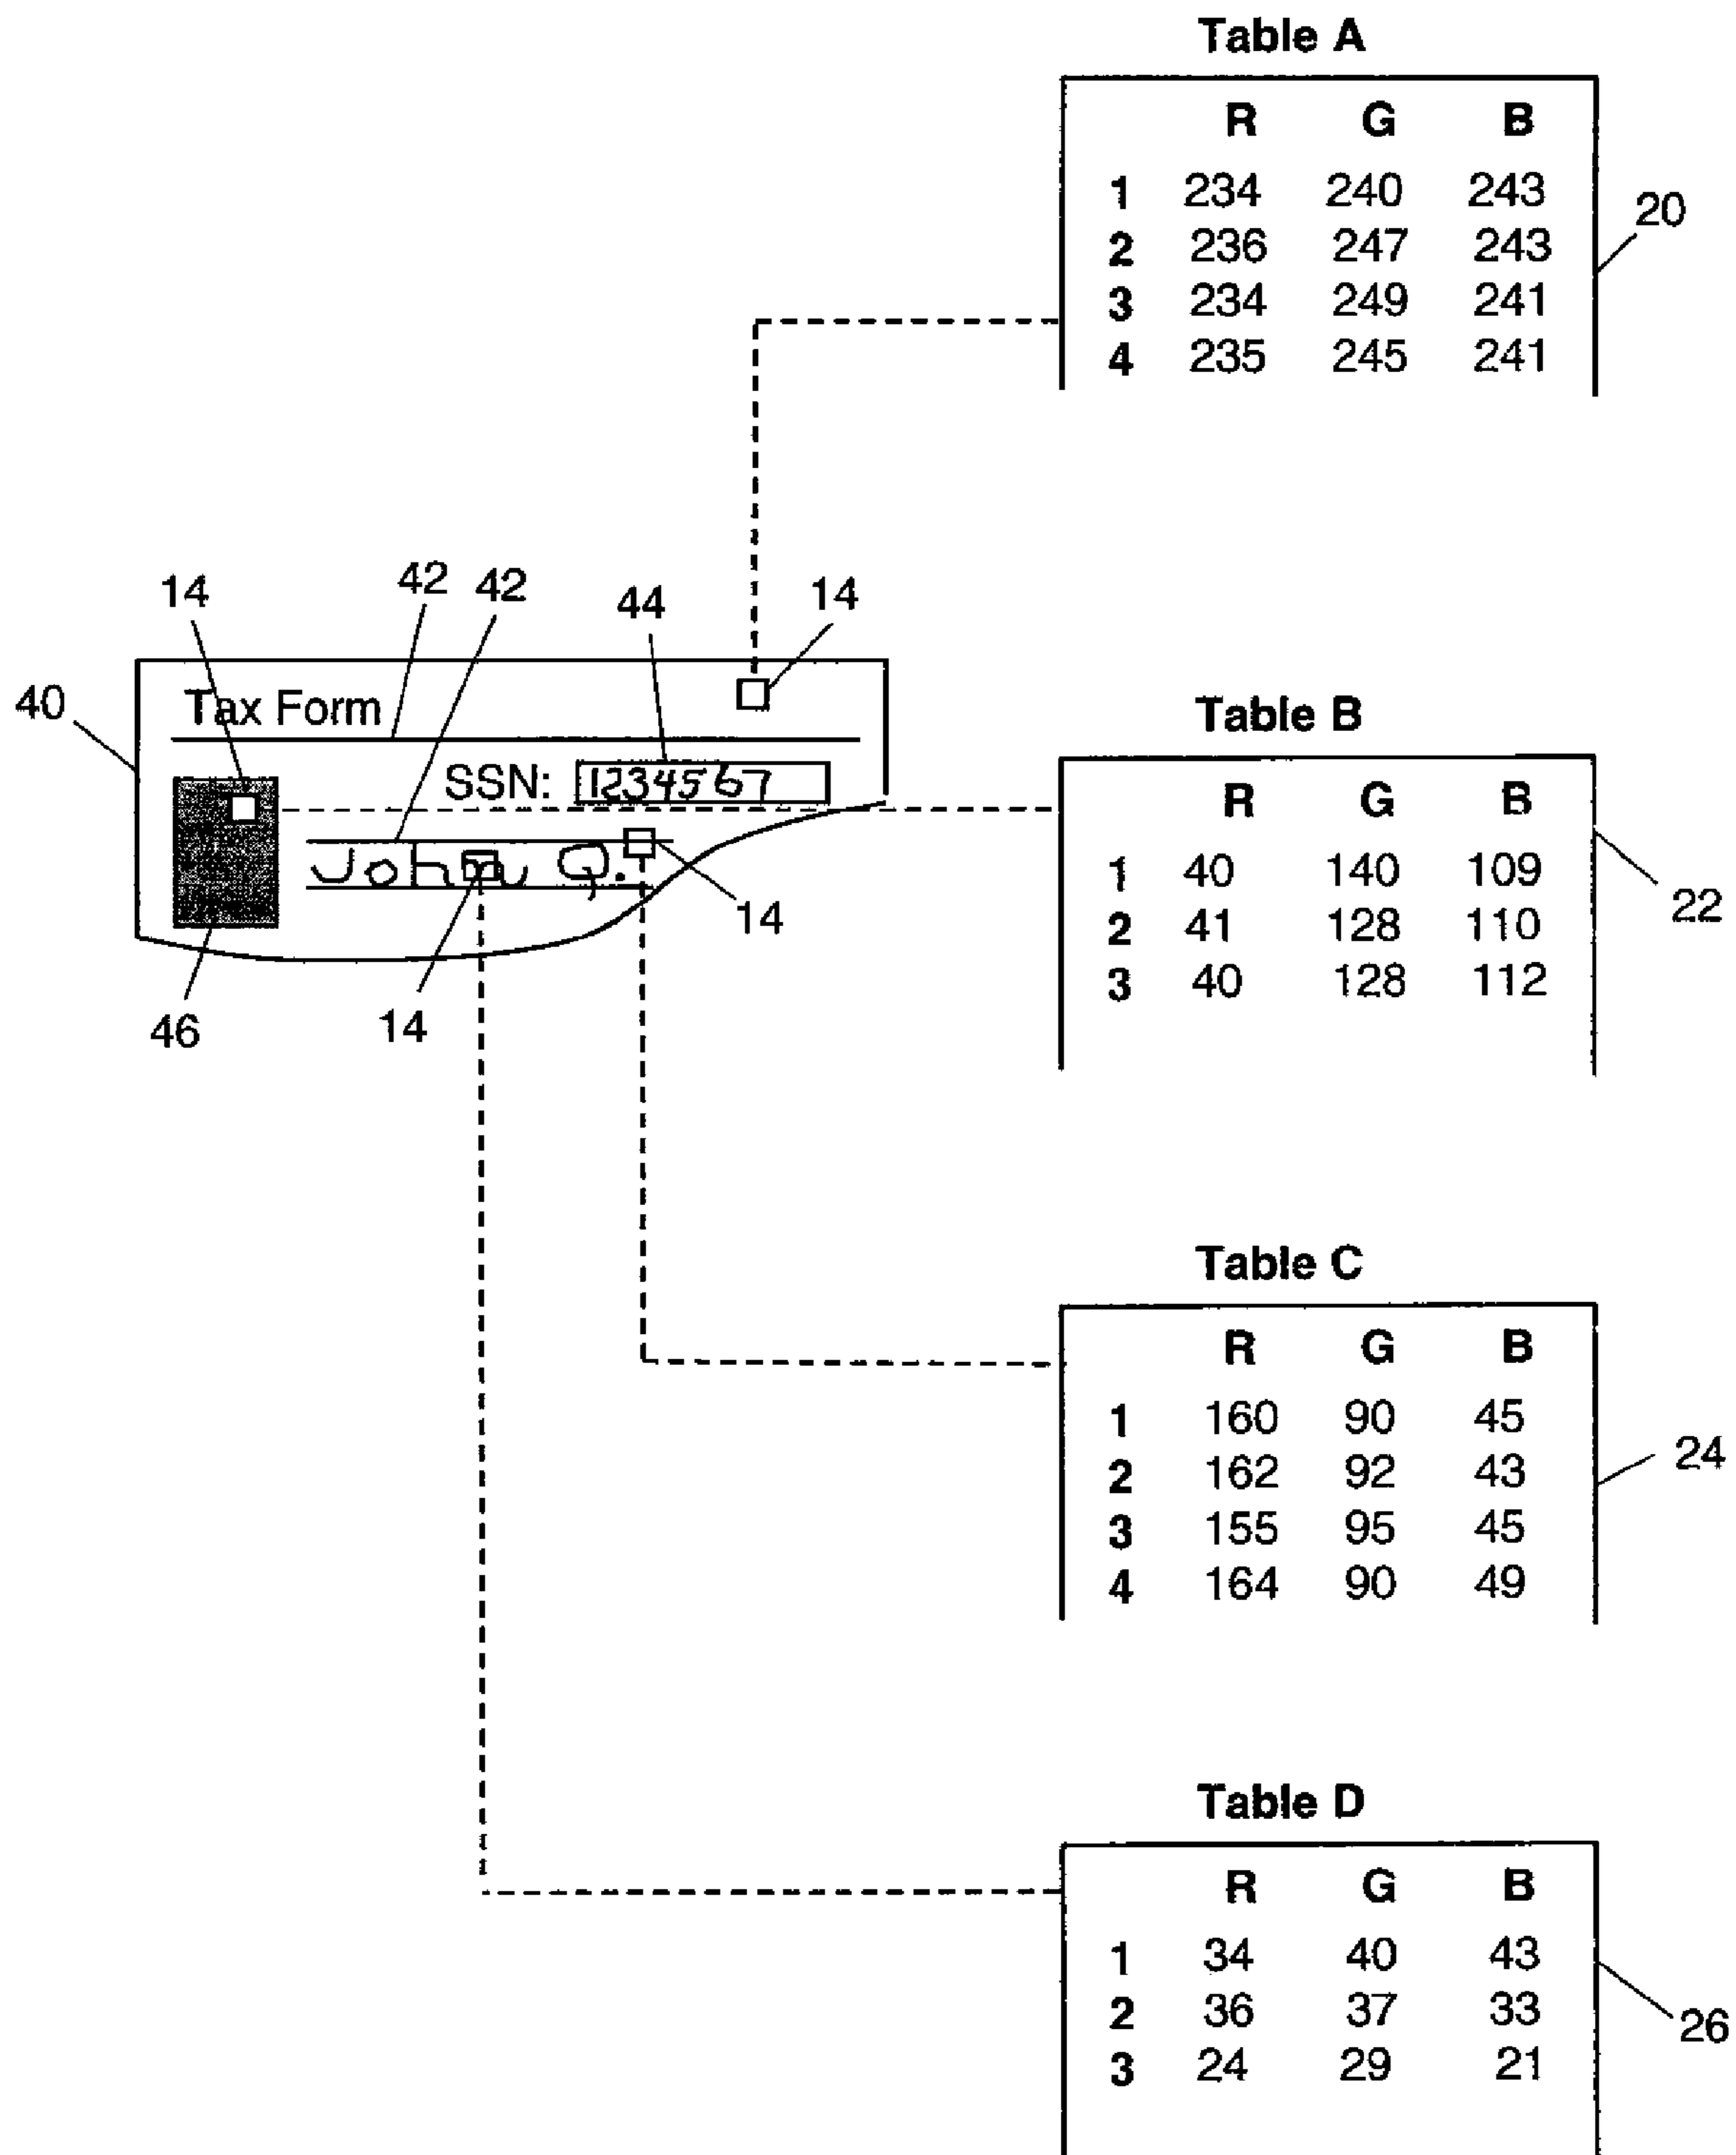 Table A
R G B
1 234 240 243
2 236 247 243
3 234 249 241
4 235 245 241
20
14 42 42 44 14
40
Tax Form
SSN: 1234567
John Q.
14
14
46
Table B
R G B
1 40 140 109
2 41 128 110
3 40 128 112
22
Table C
R G B
1 160 90 45
2 162 92 43
3 155 95 45
4 164 90 49
24
Table D
R G B
1 34 40 43
2 36 37 33
3 24 29 21
26